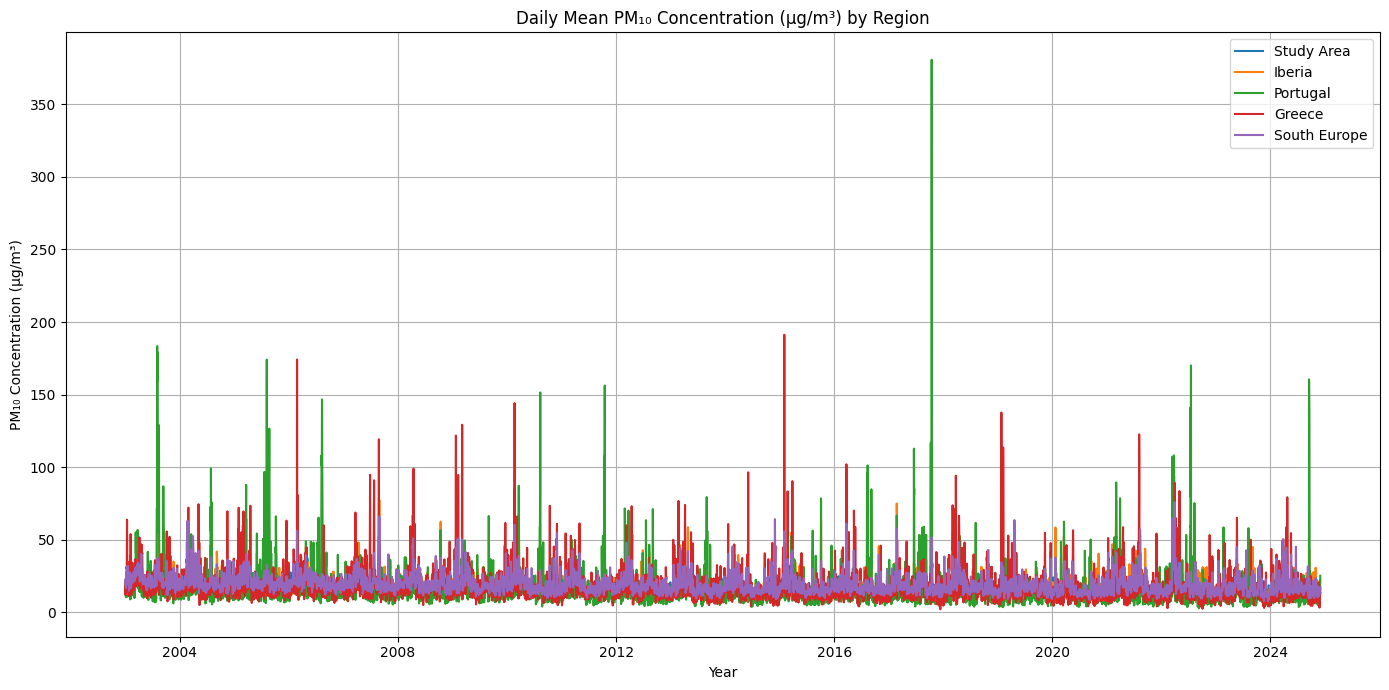 Daily Mean PM₁₀ Concentration (µg/m³) by Region
Study Area
Iberia
Portugal
Greece
South Europe
PM₁₀ Concentration (µg/m³)
350
300
250
200
150
100
50
0
2004 2008 2012 2016 2020 2024
Year